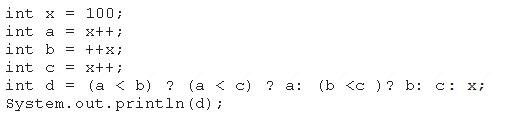 int x = 100;
int a = x++;
int b = ++x;
int c = x++;
int d = (a < b) ? (a < c) ? a: (b <c )? b: c: x;
System.out.println(d);